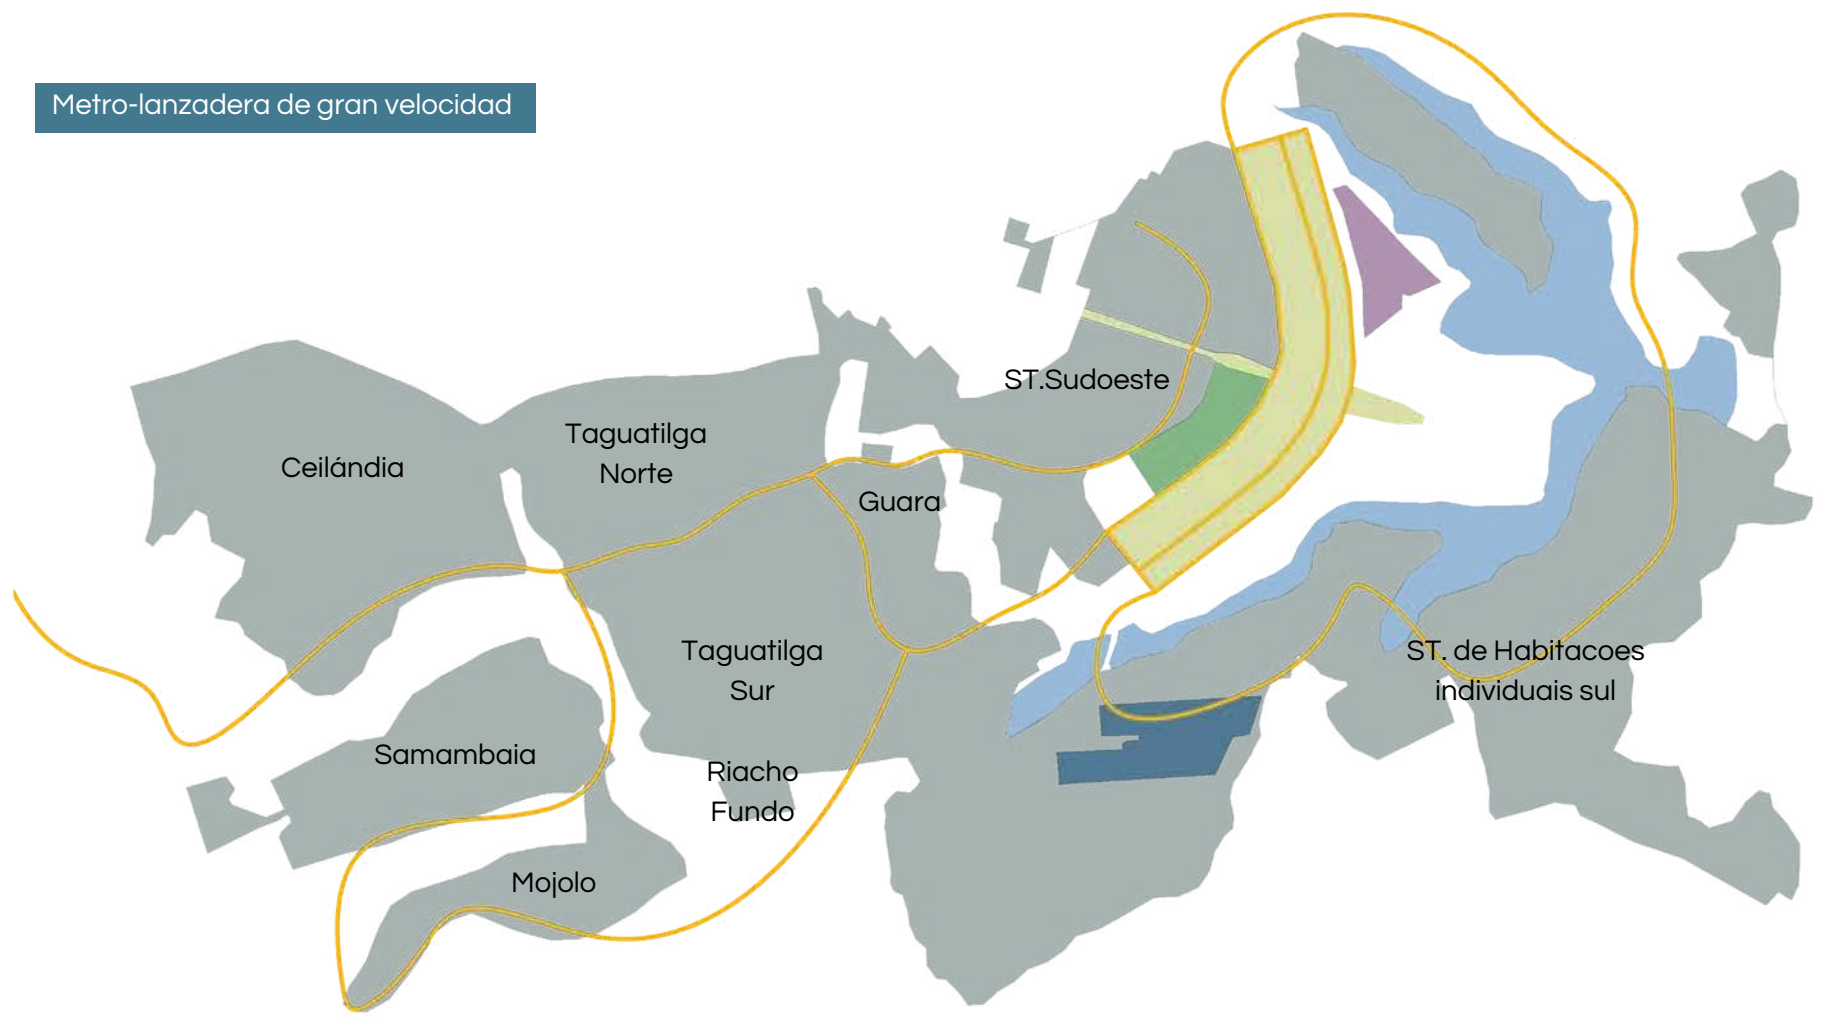 Metro-lanzadera de gran velocidad
ST.Sudoeste
Taguatilga
Norte
Ceilándia
Guara
Taguatilga
Sur
ST. de Habitacoes
individuais sul
Samambaia
Riacho
Fundo
Mojolo